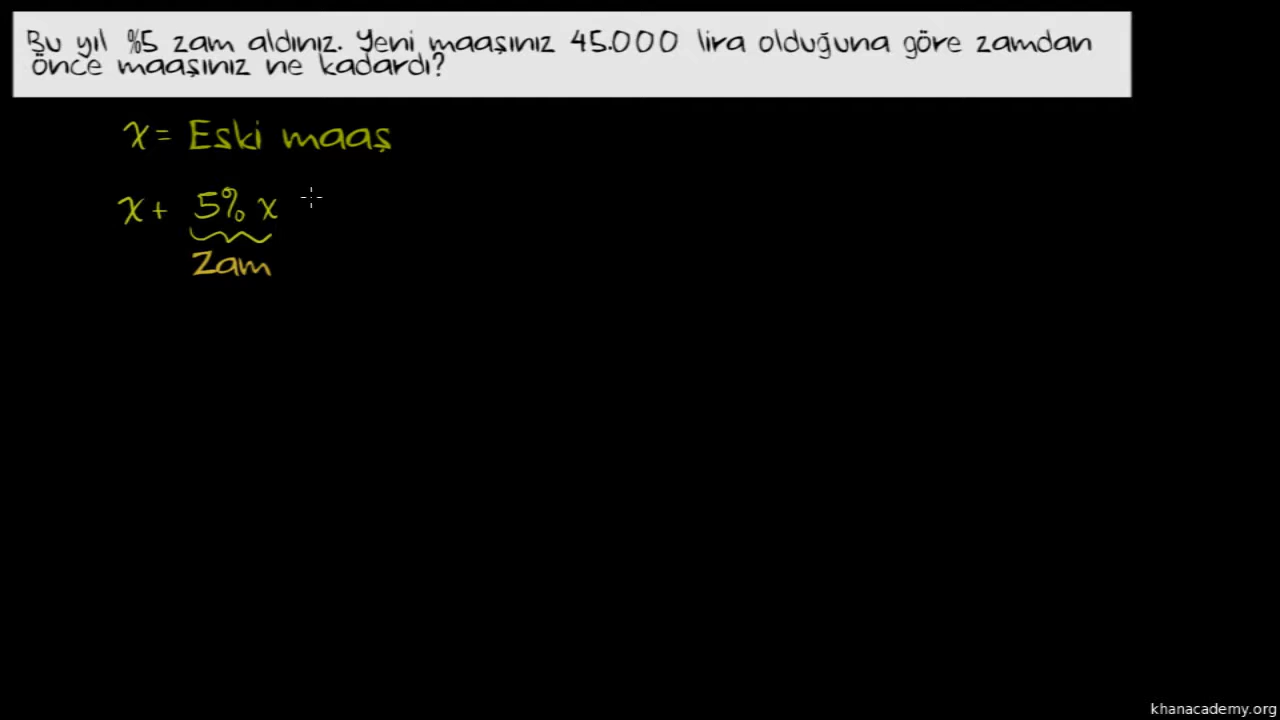 Bu yıl %5 zam aldınız. Yeni maaşınız 45.000 lira olduğuna göre zamdan
önce maaşınız ne kadardı?
x = Eski maaş
x + 5% x
Zam
khanacademy.org